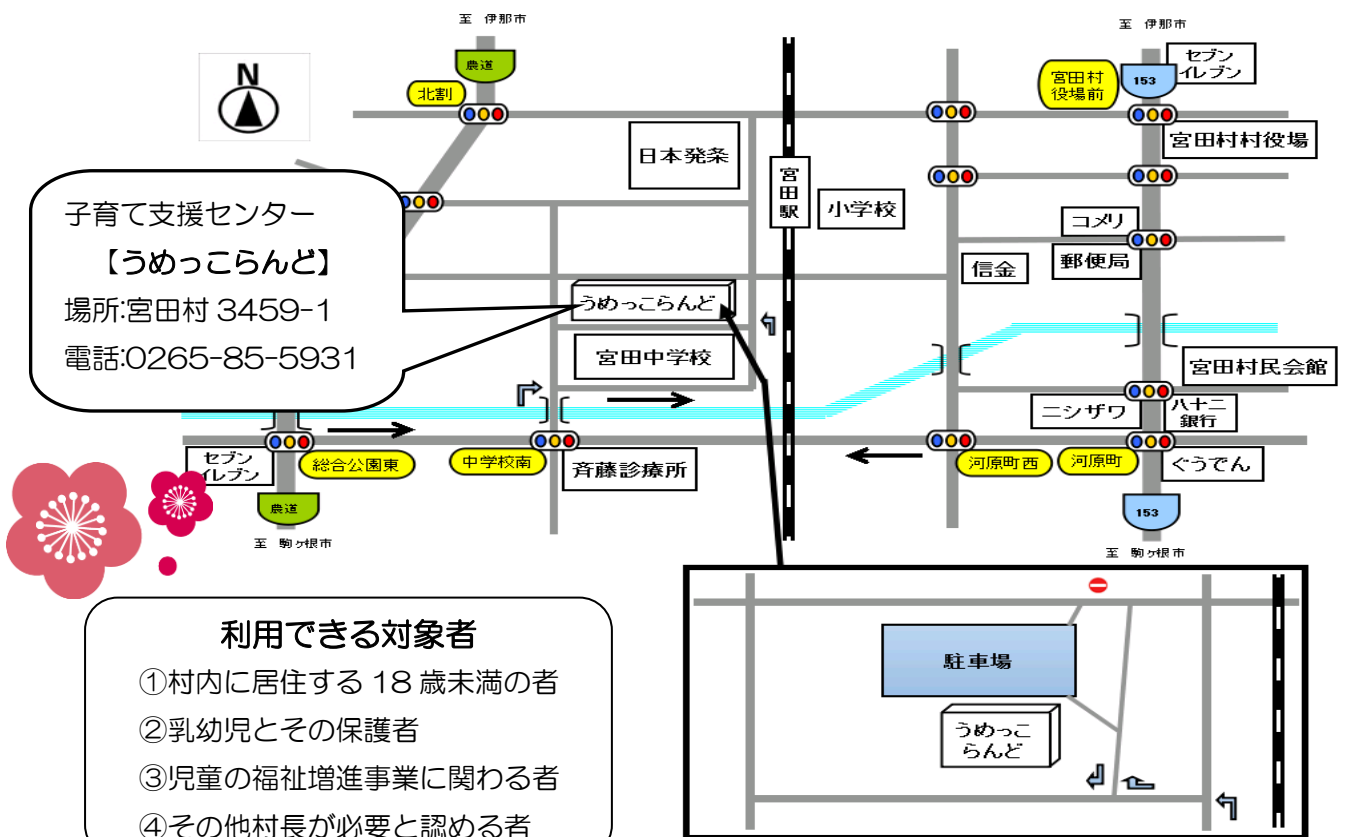 至 伊那市
至 伊那市
N
農道
北割
宮田村
役場前
153
セブン
イレブン
日本発条
宮田村村役場
宮田駅
小学校
子育て支援センター
【うめっこらんど】
場所:宮田村 3459-1
電話:0265-85-5931
コメリ
郵便局
信金
うめっこらんど
宮田中学校
宮田村民会館
ニシザワ
八十二
銀行
セブン
イレブン
総合公園東
中学校南
斉藤診療所
河原町西
河原町
ぐうでん
農道
153
至 駒ヶ根市
至 駒ヶ根市
利用できる対象者
①村内に居住する 18 歳未満の者
②乳幼児とその保護者
③児童の福祉増進事業に関わる者
④その他村長が必要と認める者
駐車場
うめっこ
らんど